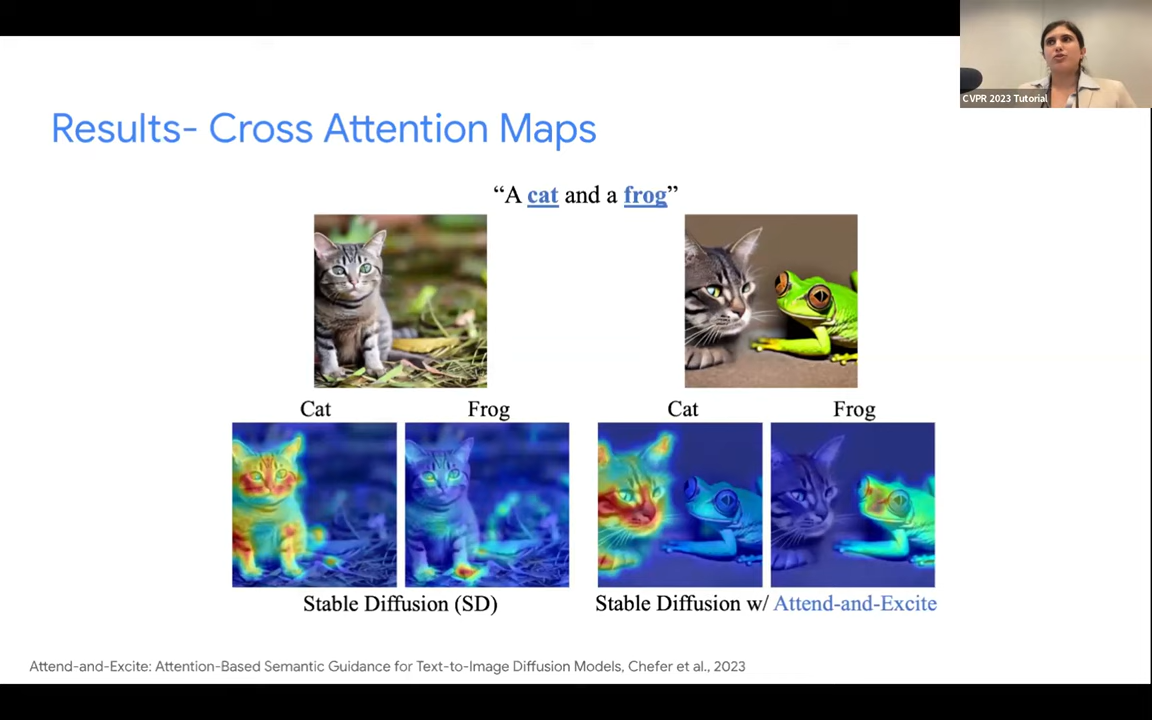 CVPR 2023 Tutorial
Results- Cross Attention Maps
“A cat and a frog”
Cat Frog Cat Frog
Stable Diffusion (SD) Stable Diffusion w/ Attend-and-Excite
Attend-and-Excite: Attention-Based Semantic Guidance for Text-to-Image Diffusion Models, Chefer et al., 2023